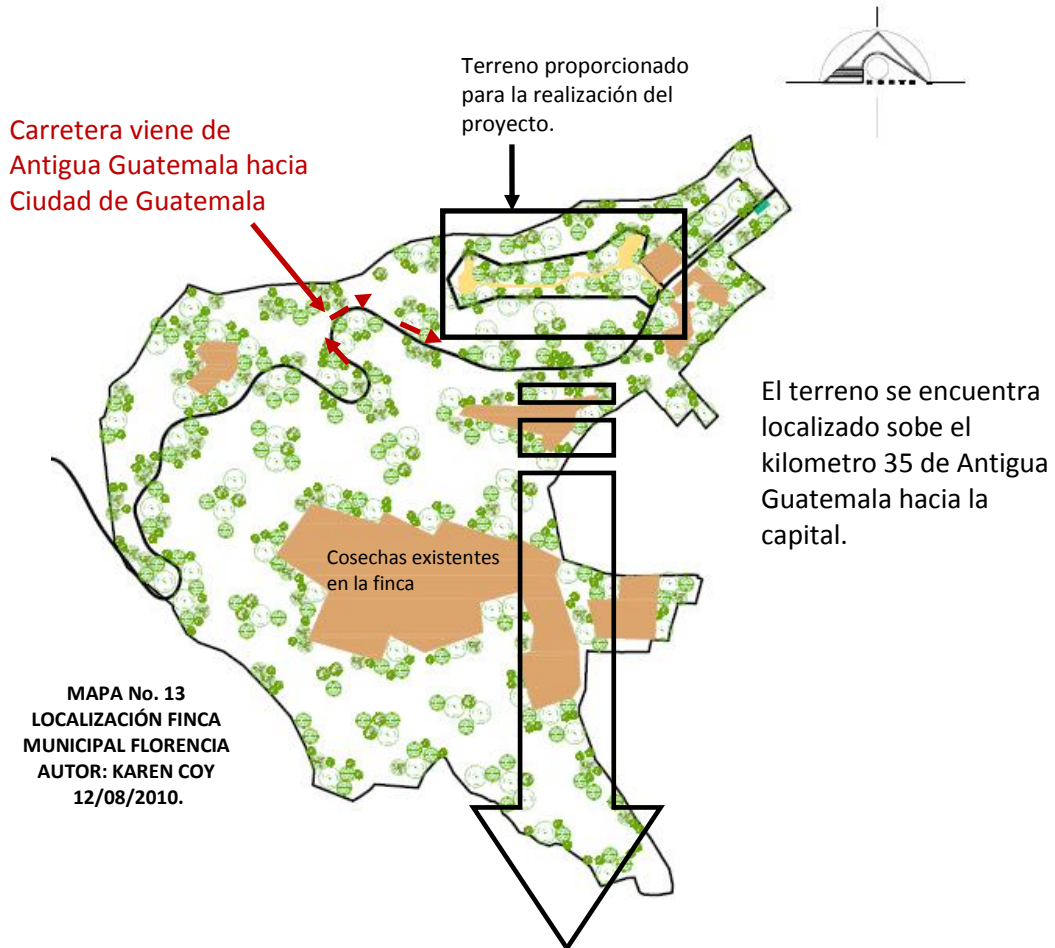 NORTE
Terreno proporcionado
para la realización del
proyecto.
Carretera viene de
Antigua Guatemala hacia
Ciudad de Guatemala
El terreno se encuentra
localizado sobe el
kilometro 35 de Antigua
Guatemala hacia la
capital.
Cosechas existentes
en la finca
MAPA No. 13
LOCALIZACIÓN FINCA
MUNICIPAL FLORENCIA
AUTOR: KAREN COY
12/08/2010.